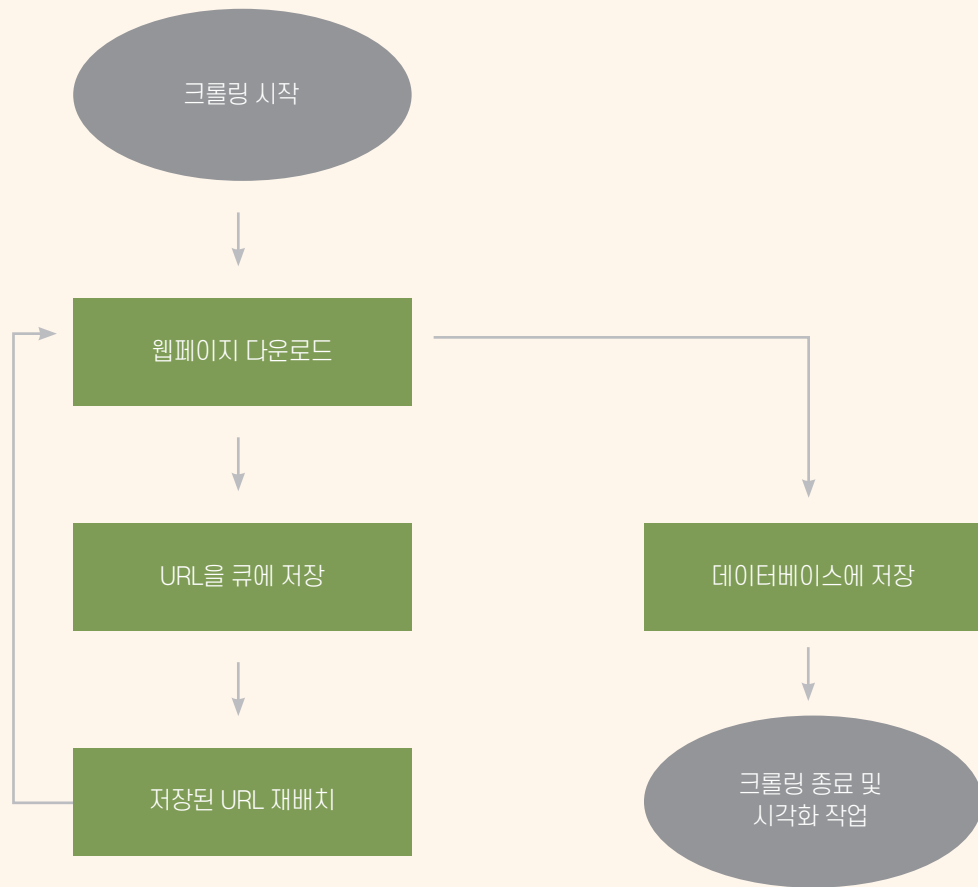 크롤링 시작
웹페이지 다운로드
URL을 큐에 저장
데이터베이스에 저장
저장된 URL 재배치
크롤링 종료 및
시각화 작업